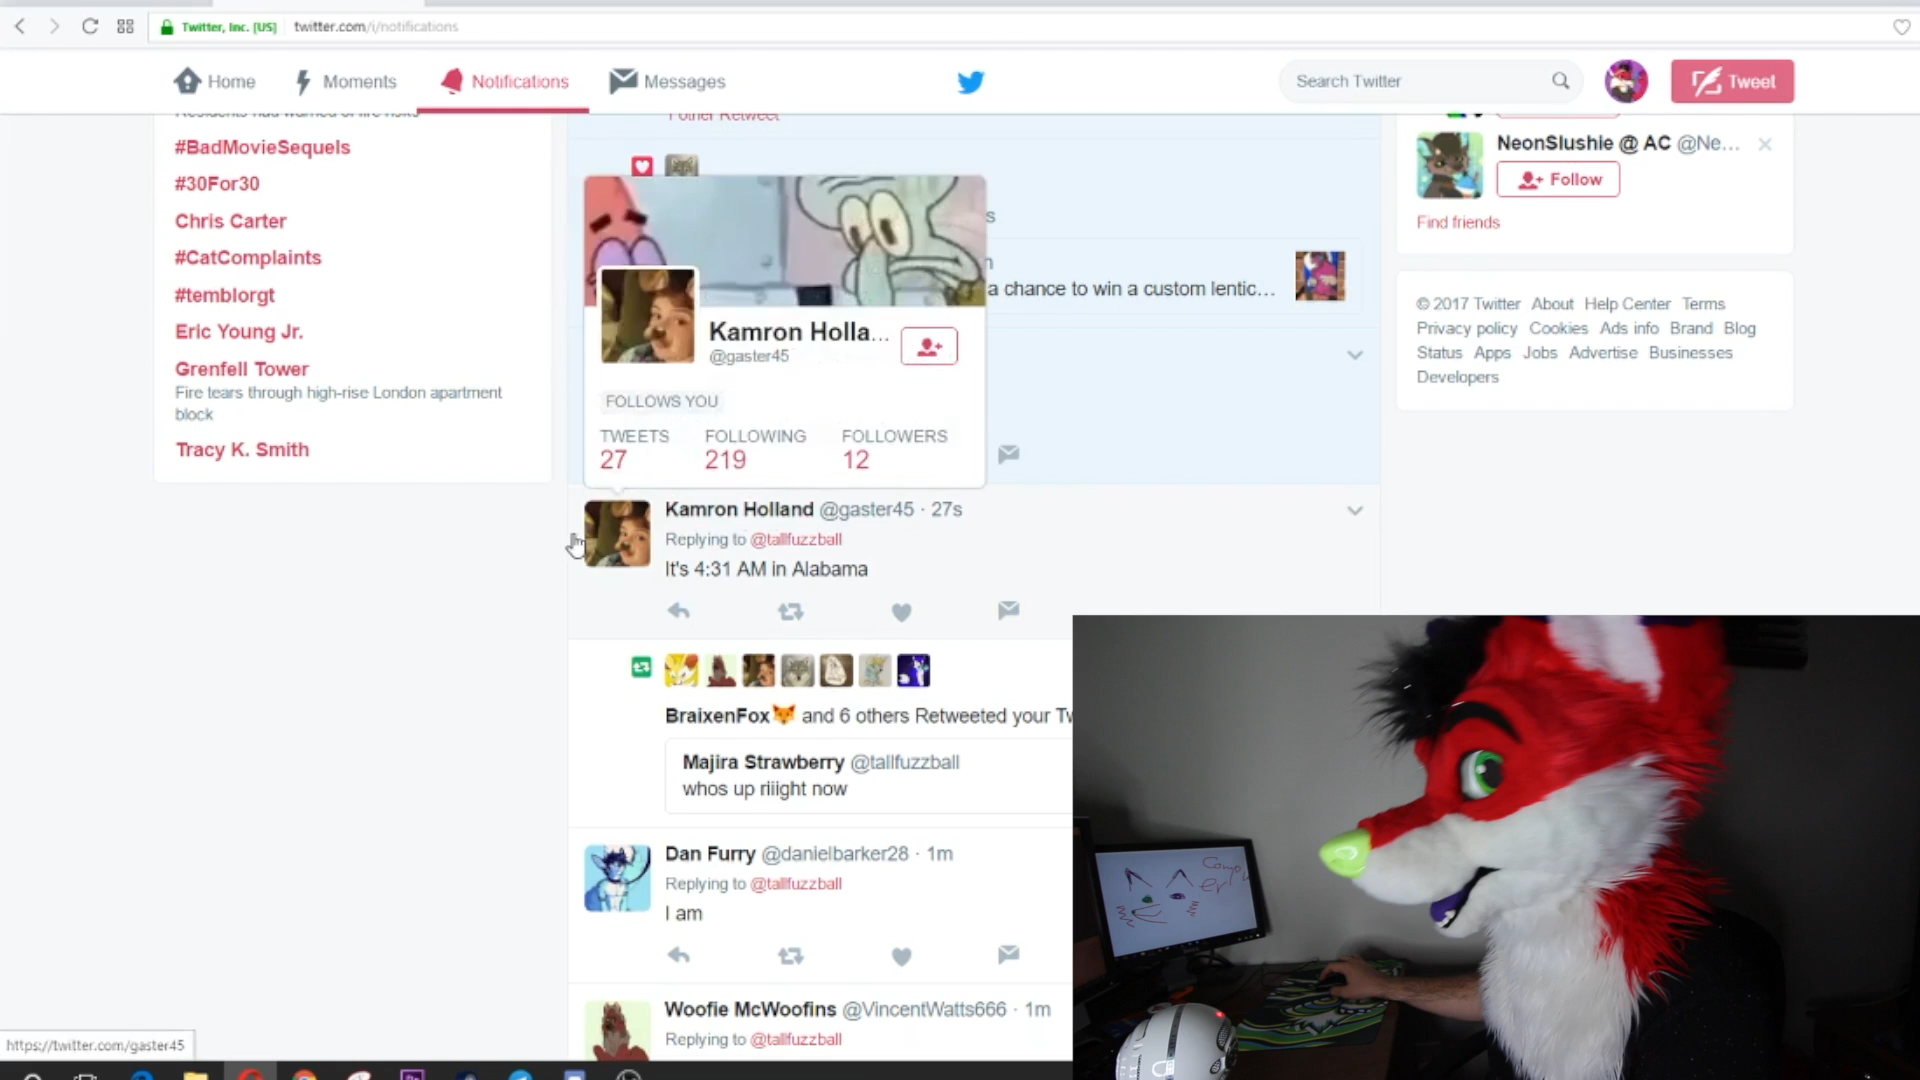 Twitter, Inc. [US] twitter.com/i/notifications
Home Moments Notifications Messages Search Twitter Tweet
#BadMovieSequels
#30For30
Chris Carter
#CatComplaints
#temblorgt
Eric Young Jr.
Grenfell Tower
Fire tears through high-rise London apartment
block
Tracy K. Smith
1 other Retweet
s
a chance to win a custom lentic...
Kamron Holla...
@gaster45
FOLLOWS YOU
TWEETS FOLLOWING FOLLOWERS
27 219 12
Kamron Holland @gaster45 · 27s
Replying to @tallfuzzball
It's 4:31 AM in Alabama
BraixenFox🦊 and 6 others Retweeted your Tw
Majira Strawberry @tallfuzzball
whos up riiight now
Dan Furry @danielbarker28 · 1m
Replying to @tallfuzzball
I am
Woofie McWoofins @VincentWatts666 · 1m
Replying to @tallfuzzball
NeonSlushie @ AC @Ne...
Follow
Find friends
© 2017 Twitter About Help Center Terms
Privacy policy Cookies Ads info Brand Blog
Status Apps Jobs Advertise Businesses
Developers
Comput
er
https://twitter.com/gaster45